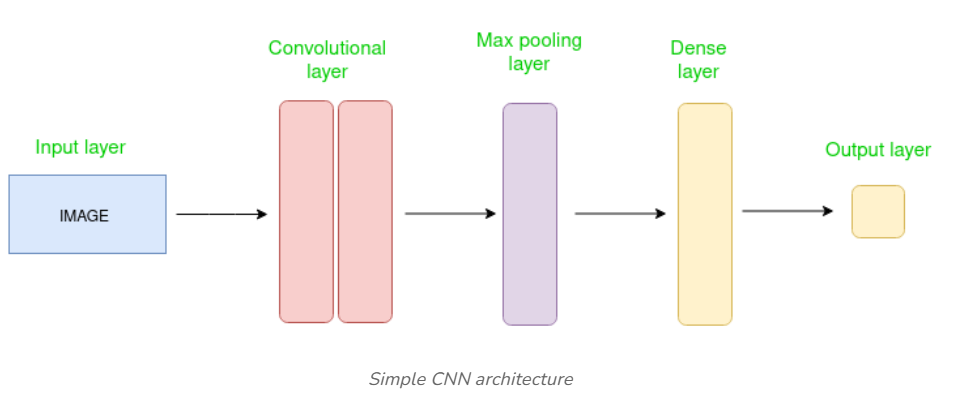 Convolutional
layer
Max pooling
layer
Dense
layer
Input layer
Output layer
IMAGE
Simple CNN architecture